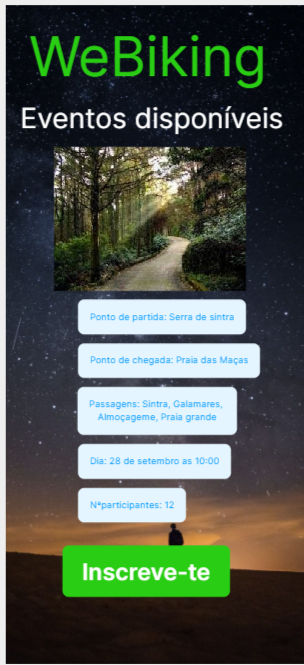 WeBiking
Eventos disponíveis
Ponto de partida: Serra de sintra
Ponto de chegada: Praia das Maças
Passagens: Sintra, Galamares,
Almoçageme, Praia grande
Dia: 28 de setembro as 10:00
Nªparticipantes: 12
Inscreve-te